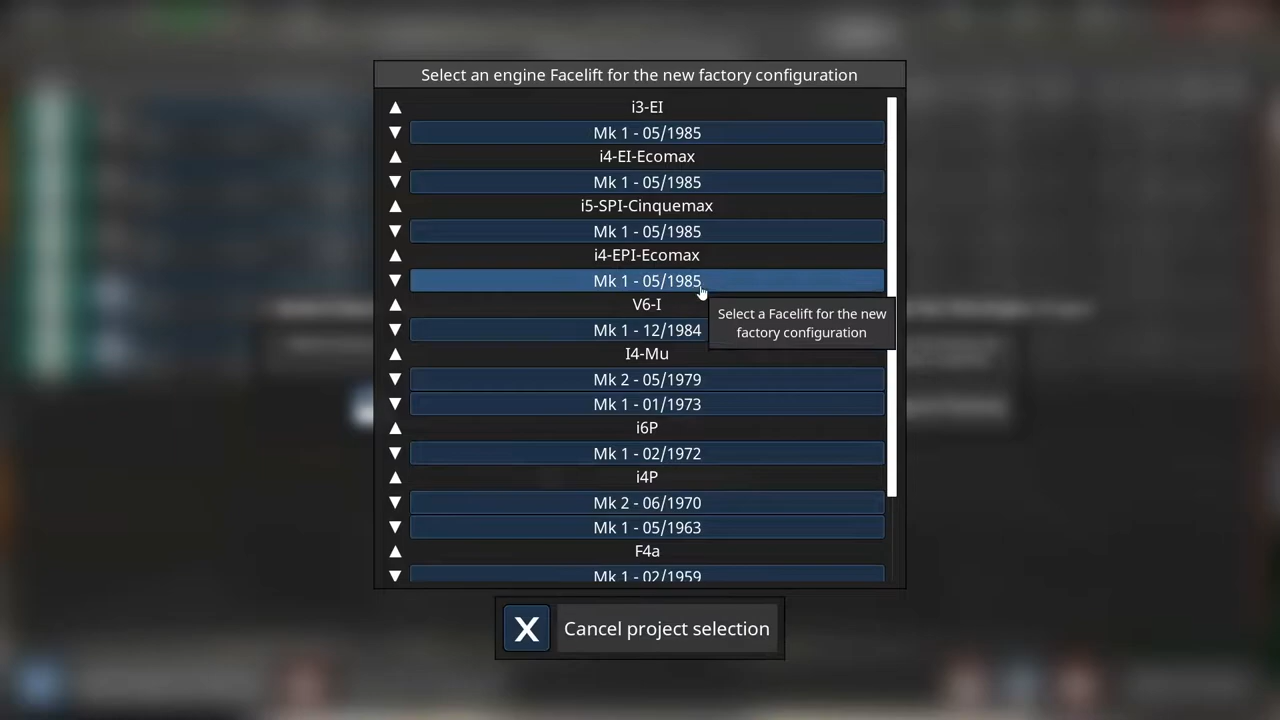 Select an engine Facelift for the new factory configuration
▲ i3-EI
▼ Mk 1 - 05/1985
▲ i4-EI-Ecomax
▼ Mk 1 - 05/1985
▲ i5-SPI-Cinquemax
▼ Mk 1 - 05/1985
▲ i4-EPI-Ecomax
▼ Mk 1 - 05/1985
▲ V6-I
Select a Facelift for the new
factory configuration
▼ Mk 1 - 12/1984
▲ I4-Mu
▼ Mk 2 - 05/1979
▼ Mk 1 - 01/1973
▲ i6P
▼ Mk 1 - 02/1972
▲ i4P
▼ Mk 2 - 06/1970
▼ Mk 1 - 05/1963
▲ F4a
▼ Mk 1 - 02/1959
X Cancel project selection